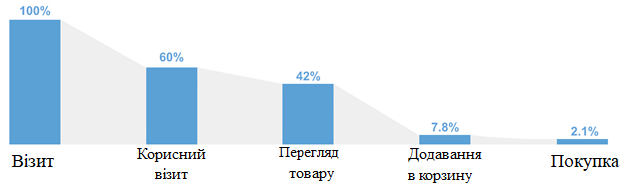 100%
60%
42%
7.8%
2.1%
Візит
Корисний
візит
Перегляд
товару
Додавання
в корзину
Покупка